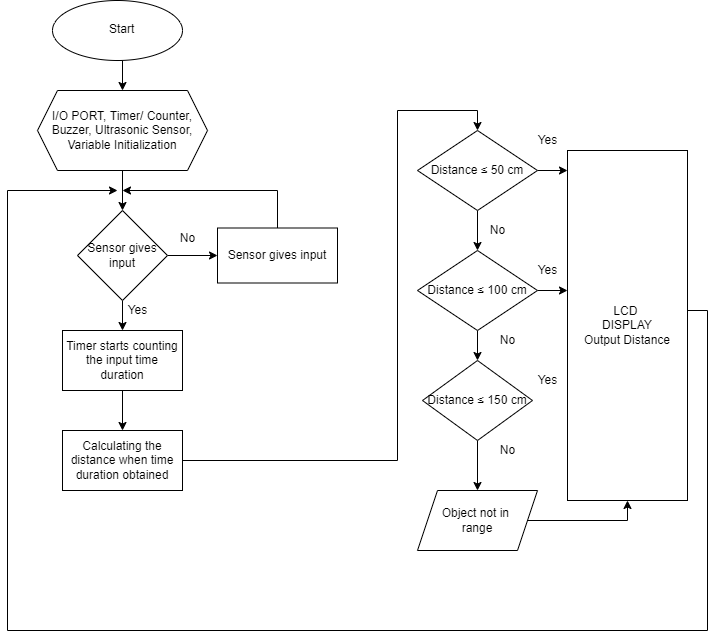 Start
I/O PORT, Timer/ Counter,
Buzzer, Ultrasonic Sensor,
Variable Initialization
Sensor gives
input
No
Sensor gives input
Yes
Timer starts counting
the input time
duration
Calculating the
distance when time
duration obtained
Distance ≤ 50 cm
Yes
No
Distance ≤ 100 cm
Yes
No
Distance ≤ 150 cm
Yes
No
Object not in
range
LCD
DISPLAY
Output Distance